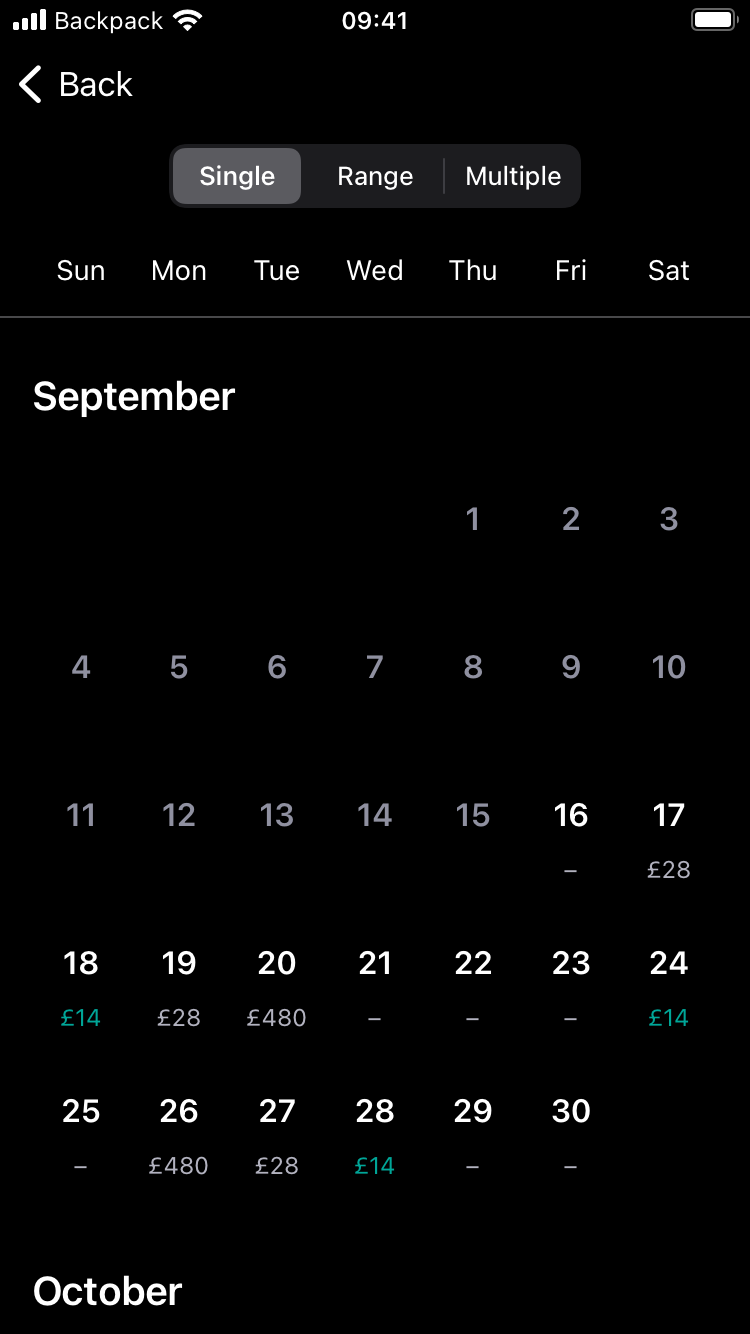 Backpack 09:41
Back
Single Range Multiple
Sun Mon Tue Wed Thu Fri Sat
September
1 2 3
4 5 6 7 8 9 10
11 12 13 14 15 16 17
– £28
18 19 20 21 22 23 24
£14 £28 £480 – – – £14
25 26 27 28 29 30
– £480 £28 £14 – –
October